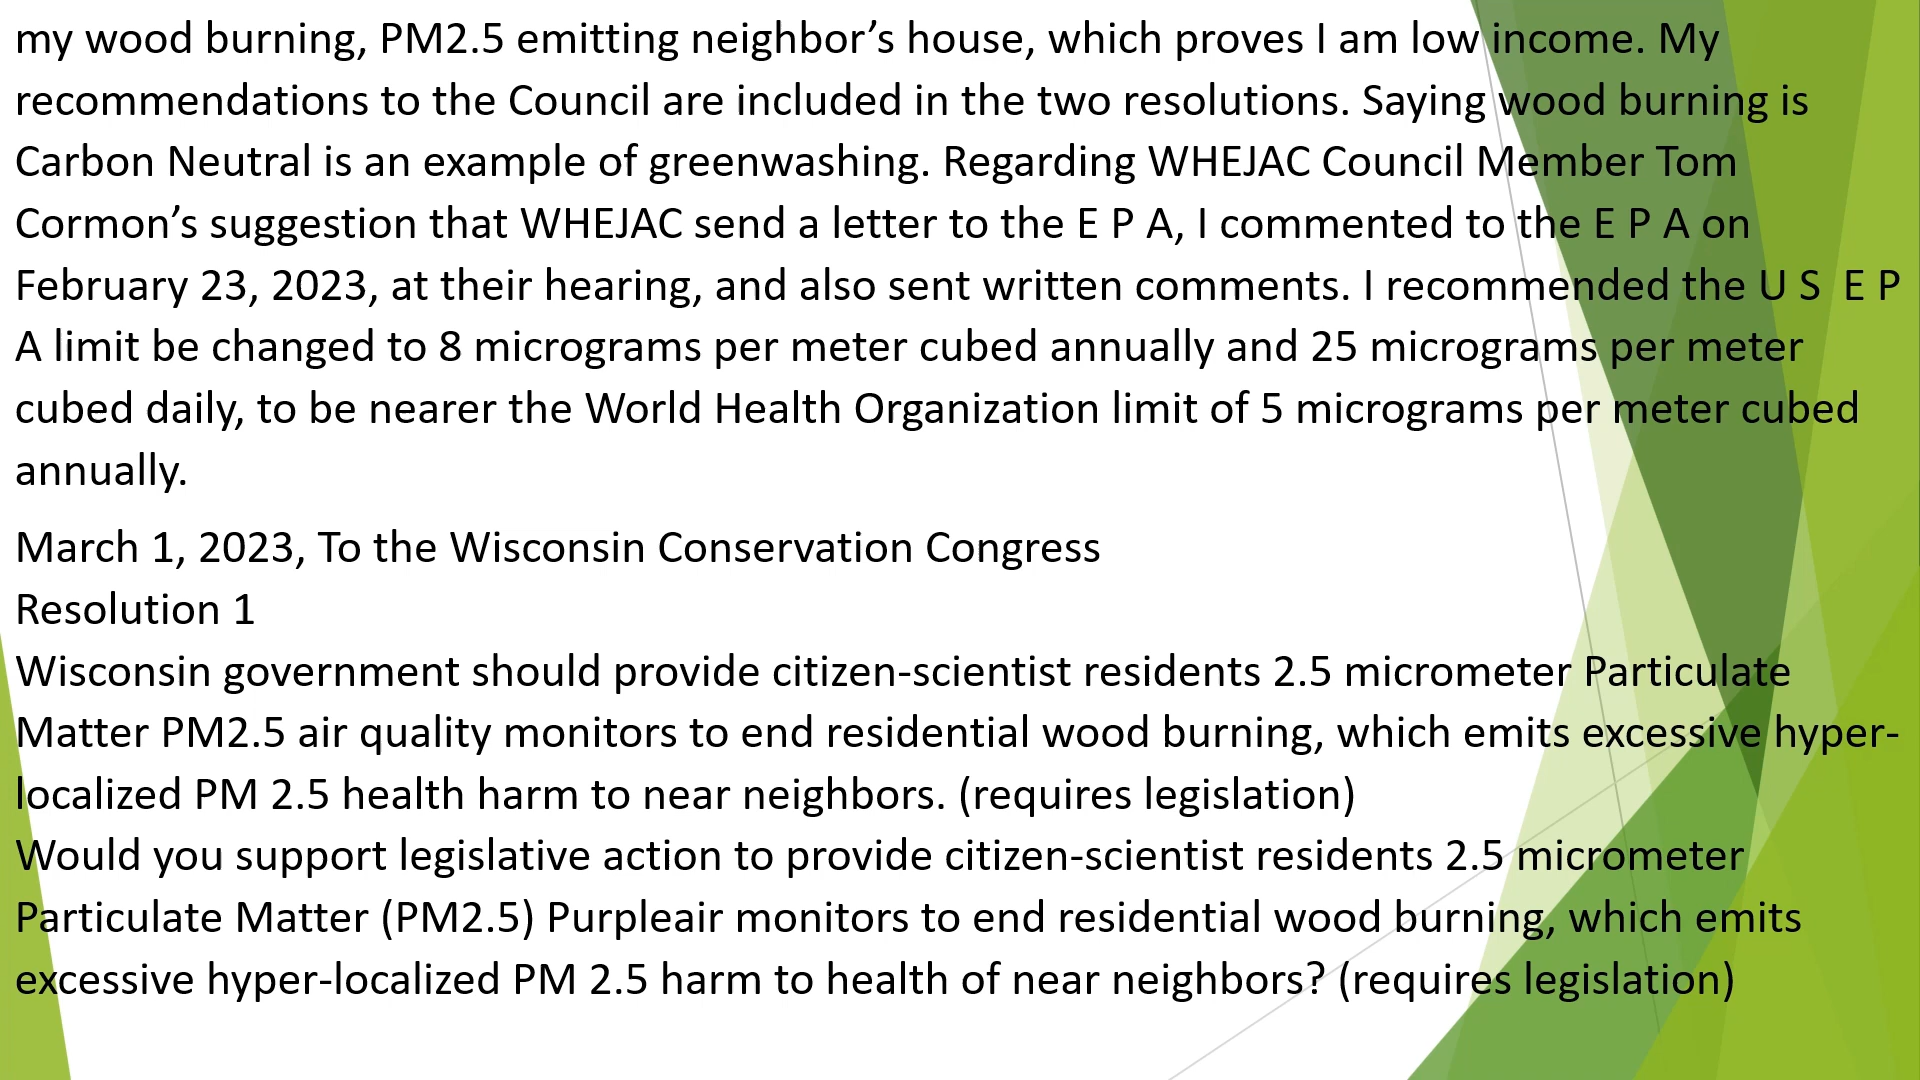 my wood burning, PM2.5 emitting neighbor’s house, which proves I am low income. My
recommendations to the Council are included in the two resolutions. Saying wood burning is
Carbon Neutral is an example of greenwashing. Regarding WHEJAC Council Member Tom
Cormon’s suggestion that WHEJAC send a letter to the E P A, I commented to the E P A on
February 23, 2023, at their hearing, and also sent written comments. I recommended the U S  E P
A limit be changed to 8 micrograms per meter cubed annually and 25 micrograms per meter
cubed daily, to be nearer the World Health Organization limit of 5 micrograms per meter cubed
annually.
March 1, 2023, To the Wisconsin Conservation Congress
Resolution 1
Wisconsin government should provide citizen-scientist residents 2.5 micrometer Particulate
Matter PM2.5 air quality monitors to end residential wood burning, which emits excessive hyper-
localized PM 2.5 health harm to near neighbors. (requires legislation)
Would you support legislative action to provide citizen-scientist residents 2.5 micrometer
Particulate Matter (PM2.5) Purpleair monitors to end residential wood burning, which emits
excessive hyper-localized PM 2.5 harm to health of near neighbors? (requires legislation)